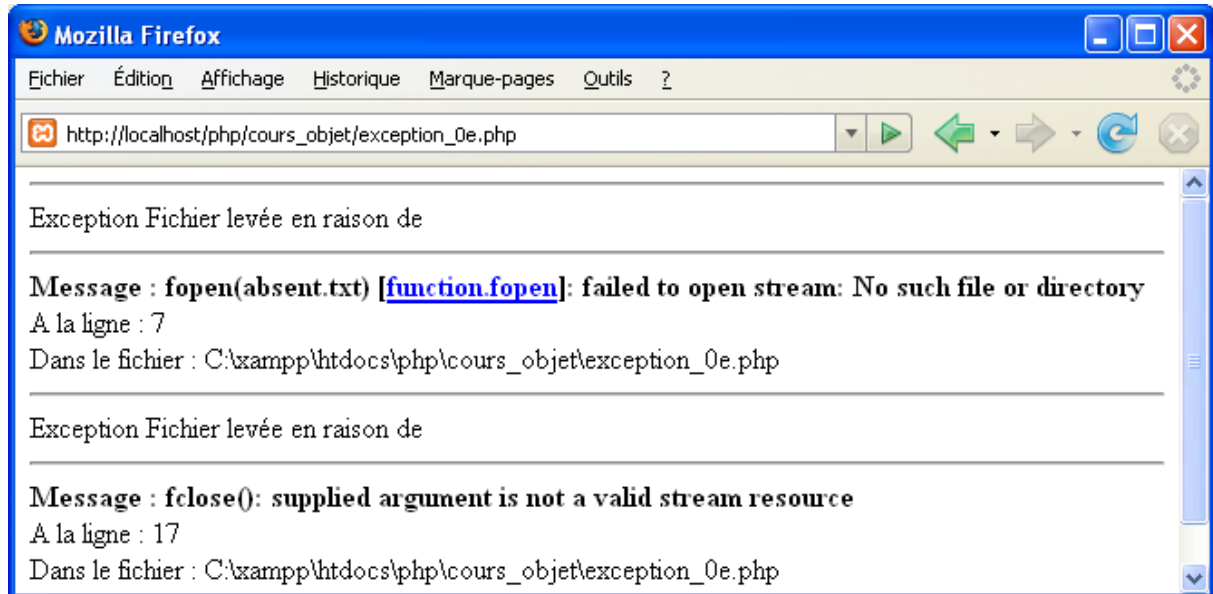 Mozilla Firefox
Fichier Édition Affichage Historique Marque-pages Outils ?
http://localhost/php/cours_objet/exception_0e.php
Exception Fichier levée en raison de
Message : fopen(absent.txt) [function.fopen]: failed to open stream: No such file or directory
A la ligne : 7
Dans le fichier : C:\xampp\htdocs\php\cours_objet\exception_0e.php
Exception Fichier levée en raison de
Message : fclose(): supplied argument is not a valid stream resource
A la ligne : 17
Dans le fichier : C:\xampp\htdocs\php\cours_objet\exception_0e.php